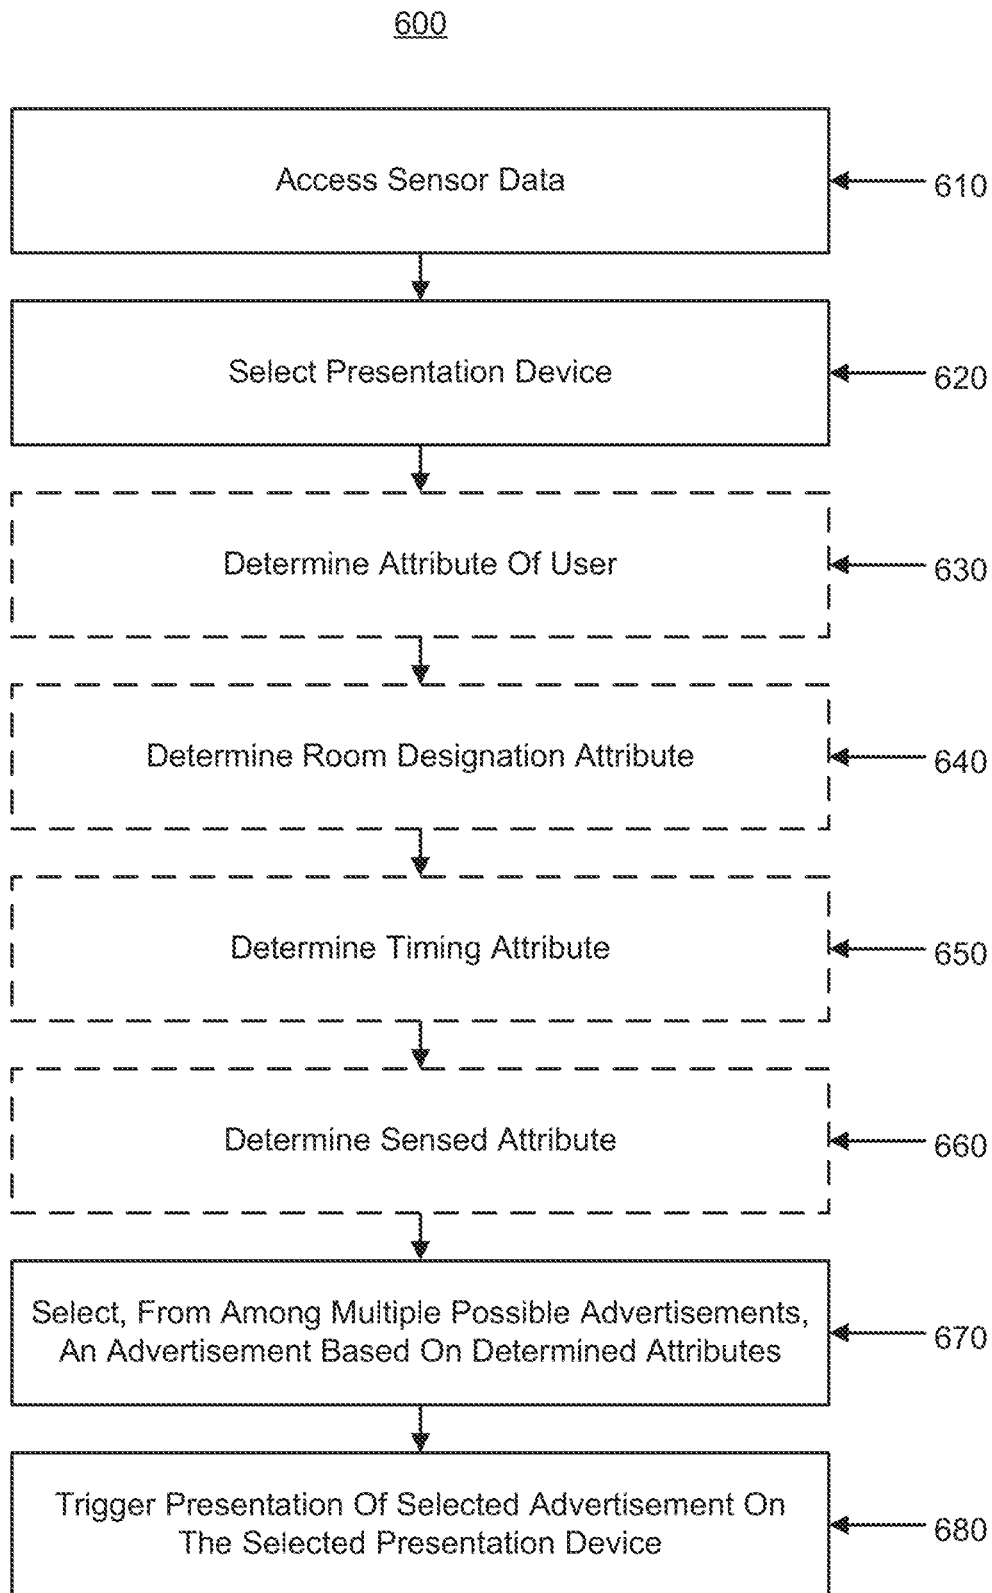 600
Access Sensor Data
610
Select Presentation Device
620
Determine Attribute Of User
630
Determine Room Designation Attribute
640
Determine Timing Attribute
650
Determine Sensed Attribute
660
Select, From Among Multiple Possible Advertisements,
An Advertisement Based On Determined Attributes
670
Trigger Presentation Of Selected Advertisement On
The Selected Presentation Device
680